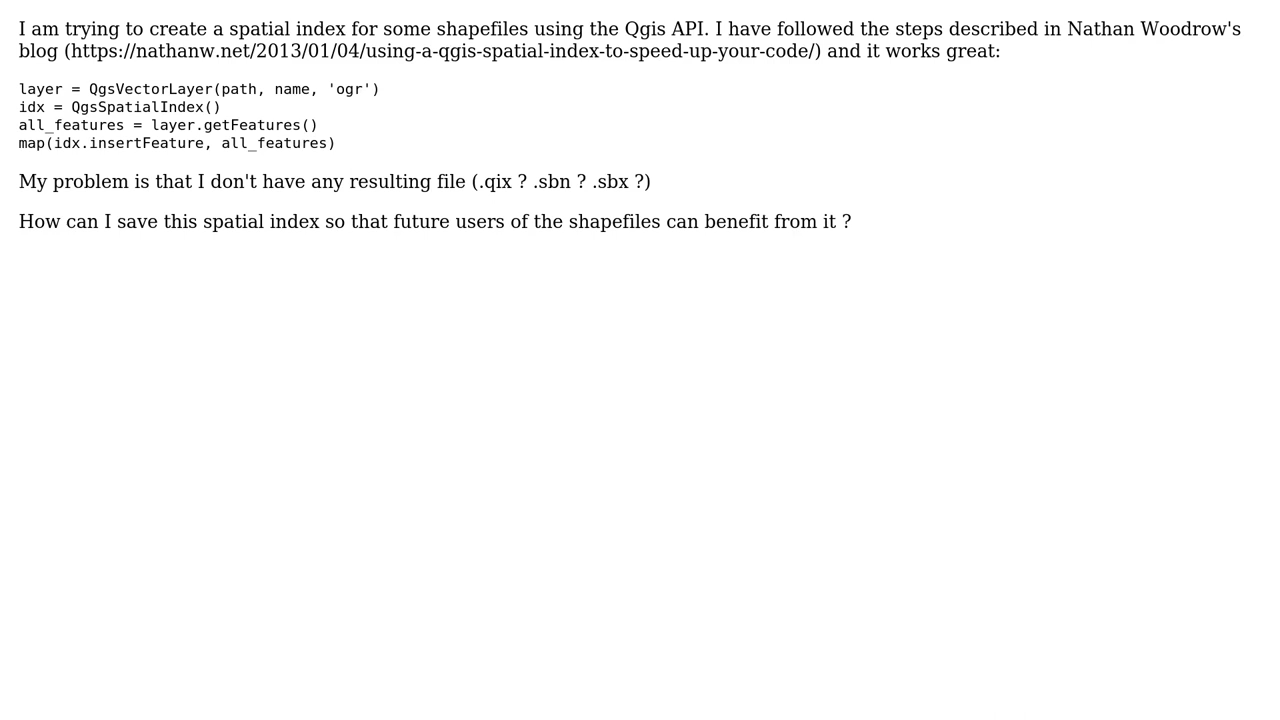 I am trying to create a spatial index for some shapefiles using the Qgis API. I have followed the steps described in Nathan Woodrow's
blog (https://nathanw.net/2013/01/04/using-a-qgis-spatial-index-to-speed-up-your-code/) and it works great:
layer = QgsVectorLayer(path, name, 'ogr')
idx = QgsSpatialIndex()
all_features = layer.getFeatures()
map(idx.insertFeature, all_features)
My problem is that I don't have any resulting file (.qix ? .sbn ? .sbx ?)
How can I save this spatial index so that future users of the shapefiles can benefit from it ?